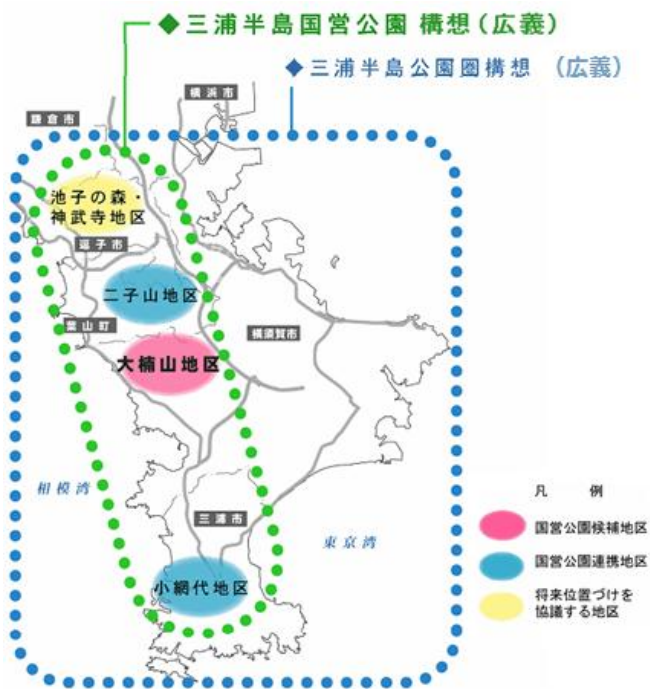 ◆三浦半島国営公園 構想(広義)
◆三浦半島公園圏構想 (広義)
横浜市
鎌倉市
池子の森・
神武寺地区
逗子市
二子山地区
葉山町
横須賀市
大楠山地区
相模湾
三浦市
東京湾
小網代地区
凡 例
国営公園候補地区
国営公園連携地区
将来位置づけを
協議する地区